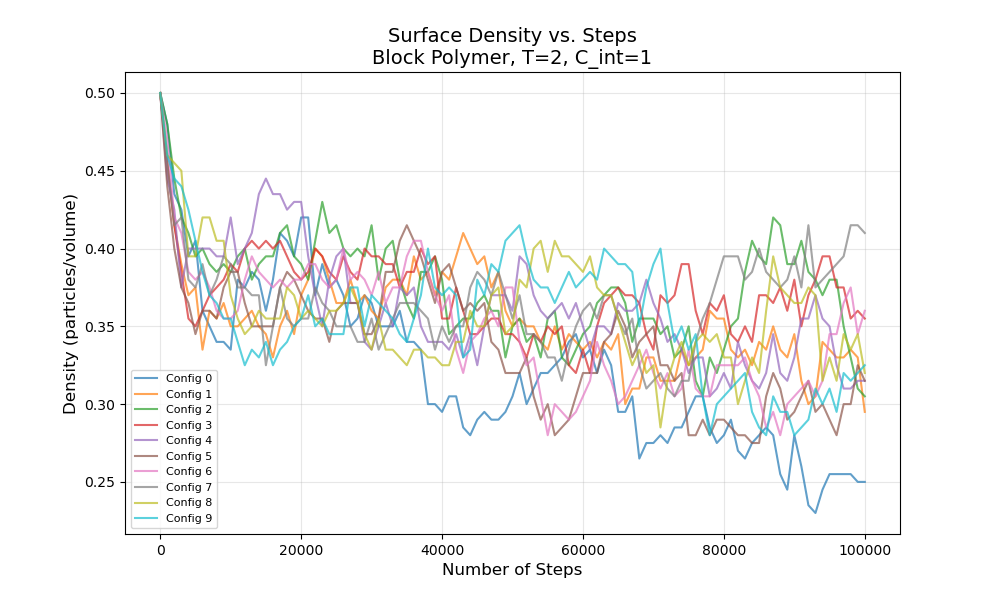 Surface Density vs. Steps
Block Polymer, T=2, C_int=1
Density (particles/volume)
0.50
0.45
0.40
0.35
0.30
0.25
Config 0
Config 1
Config 2
Config 3
Config 4
Config 5
Config 6
Config 7
Config 8
Config 9
0
20000
40000
60000
80000
100000
Number of Steps